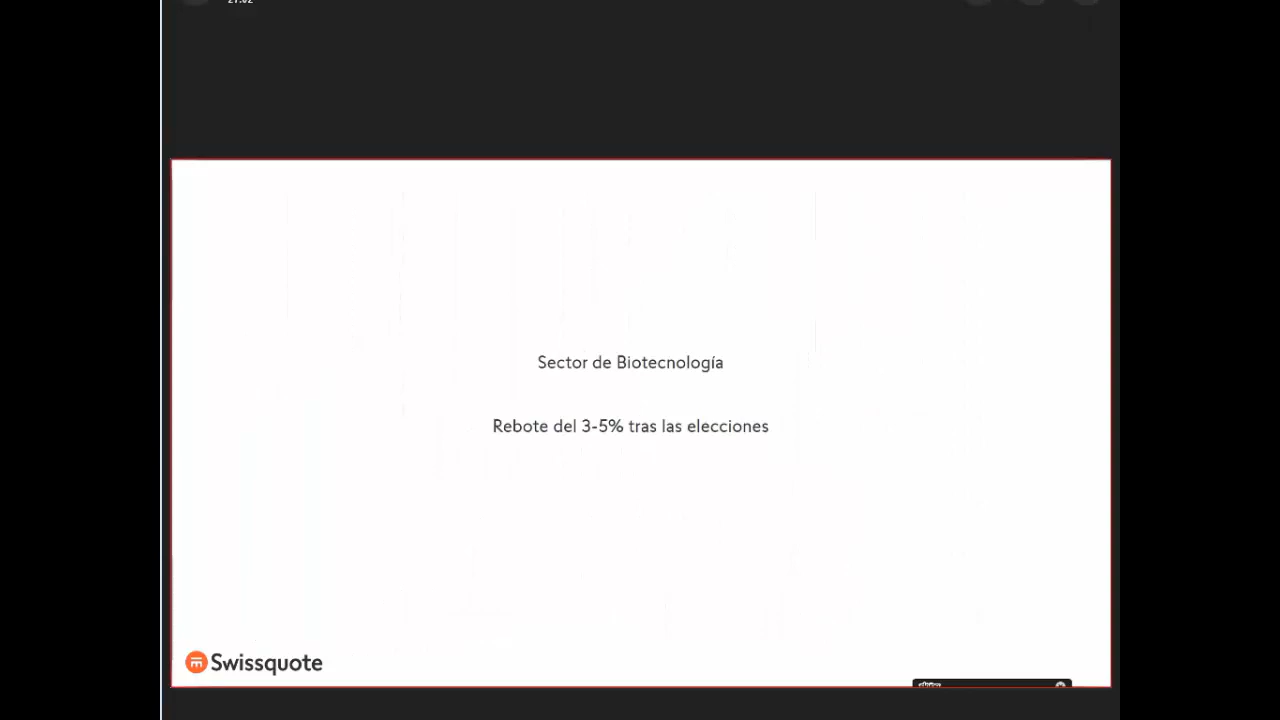 Sector de Biotecnología
Rebote del 3-5% tras las elecciones
Swissquote